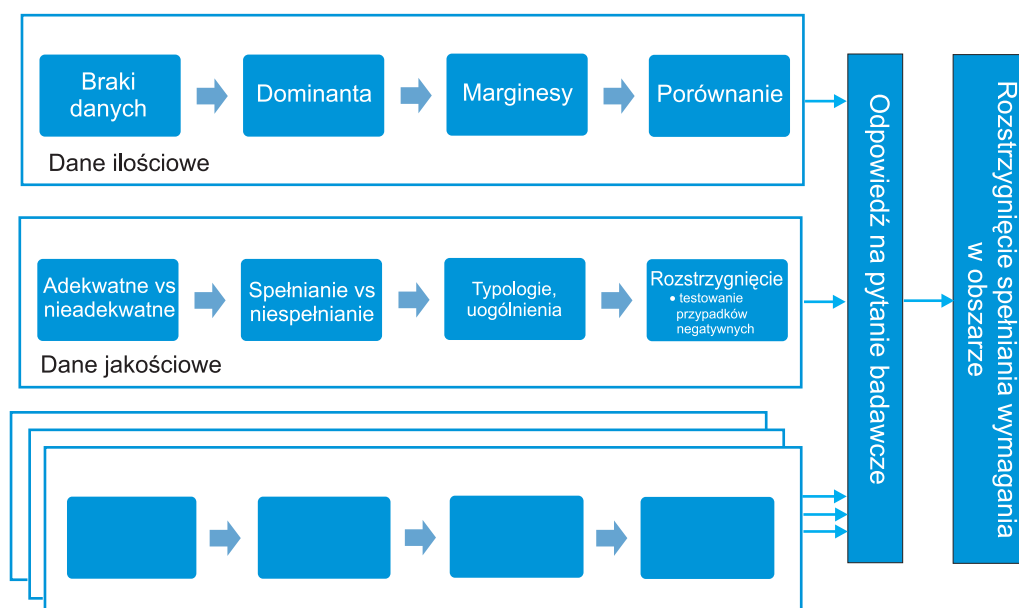 Braki
danych
Dominanta
Marginesy
Porównanie
Dane ilościowe
Adekwatne vs
nieadekwatne
Spełnianie vs
niespełnianie
Typologie,
uogólnienia
Rozstrzygnięcie
• testowanie
przypadków
negatywnych
Dane jakościowe
Odpowiedź na pytanie badawcze
Rozstrzygnięcie spełniania wymagania
w obszarze